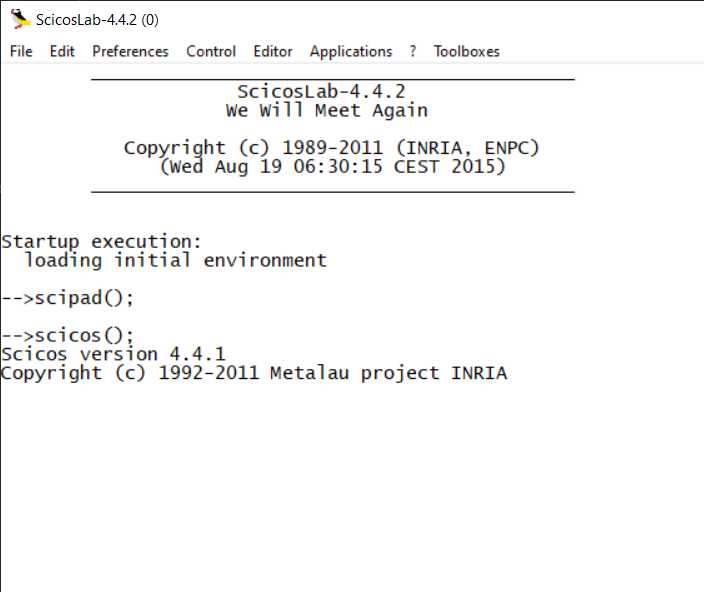 ScicosLab-4.4.2 (0)
File Edit Preferences Control Editor Applications ? Toolboxes
ScicosLab-4.4.2
We Will Meet Again
Copyright (c) 1989-2011 (INRIA, ENPC)
(Wed Aug 19 06:30:15 CEST 2015)
Startup execution:
loading initial environment
-->scipad();
-->scicos();
Scicos version 4.4.1
Copyright (c) 1992-2011 Metalau project INRIA